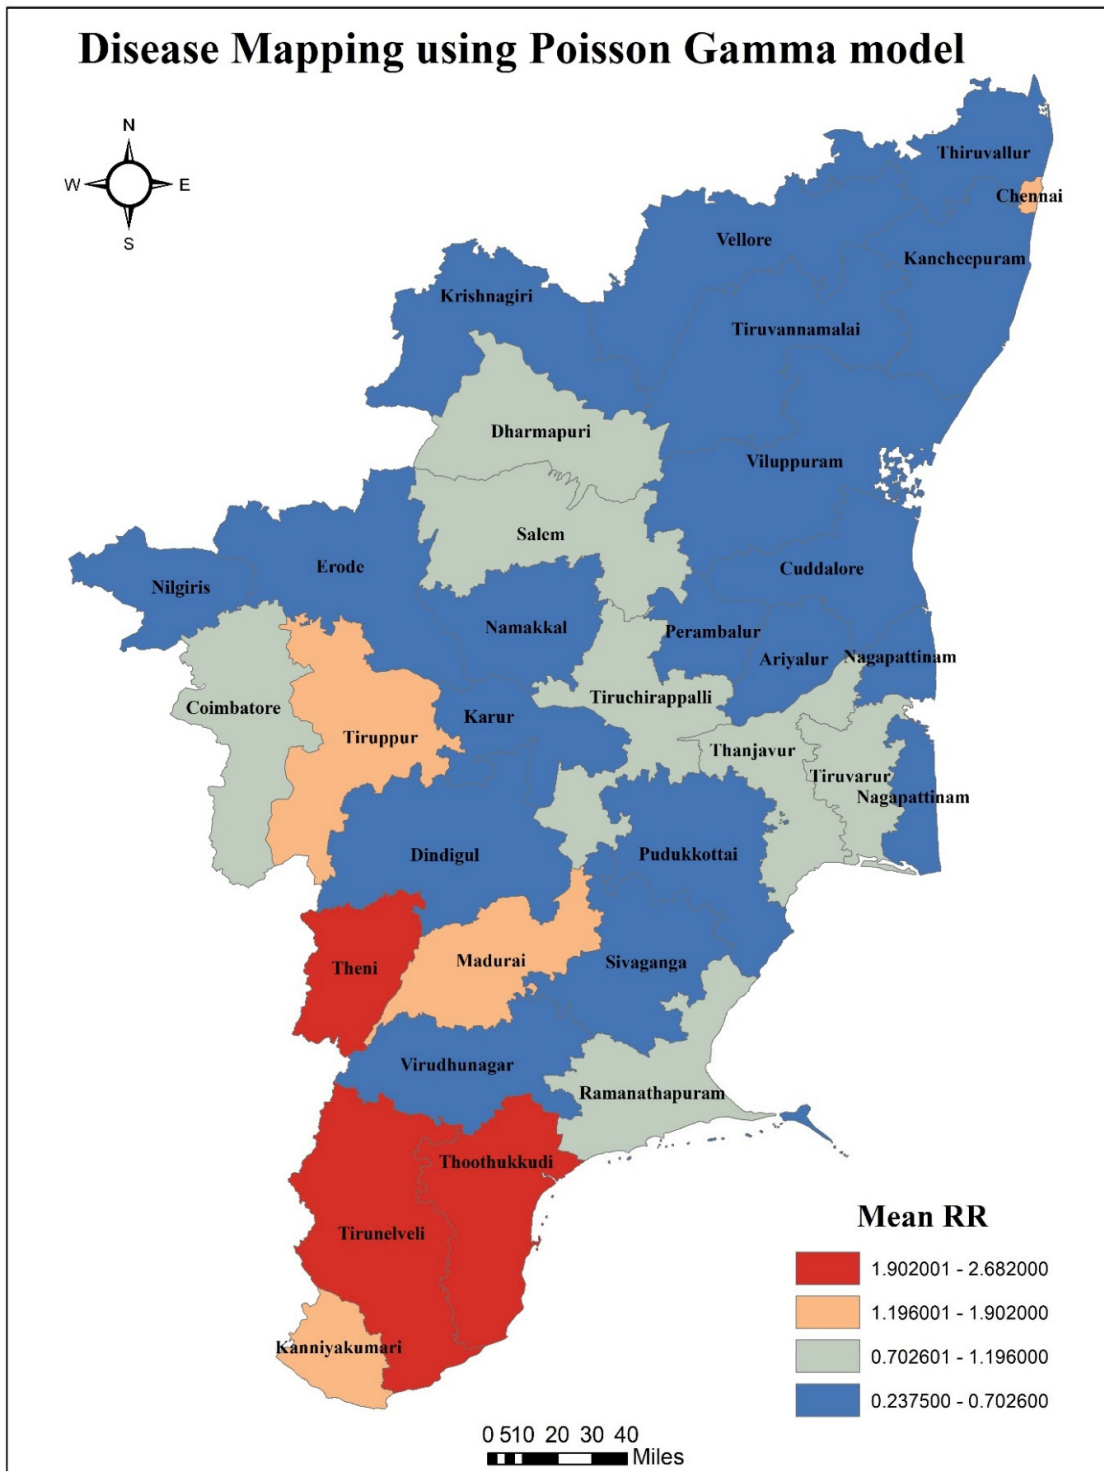 Disease Mapping using Poisson Gamma model
N
W
E
S
Thiruvallur
Chennai
Vellore
Kancheepuram
Krishnagiri
Tiruvannamalai
Dharmapuri
Viluppuram
Salem
Erode
Cuddalore
Nilgiris
Namakkal
Perambalur
Ariyalur
Nagapattinam
Tiruchirappalli
Coimbatore
Karur
Tiruppur
Thanjavur
Tiruvarur
Nagapattinam
Dindigul
Pudukkottai
Theni
Madurai
Sivaganga
Virudhunagar
Ramanathapuram
Thoothukkudi
Tirunelveli
Kanniyakumari
Mean RR
1.902001 - 2.682000
1.196001 - 1.902000
0.702601 - 1.196000
0.237500 - 0.702600
0 510 20 30 40
Miles